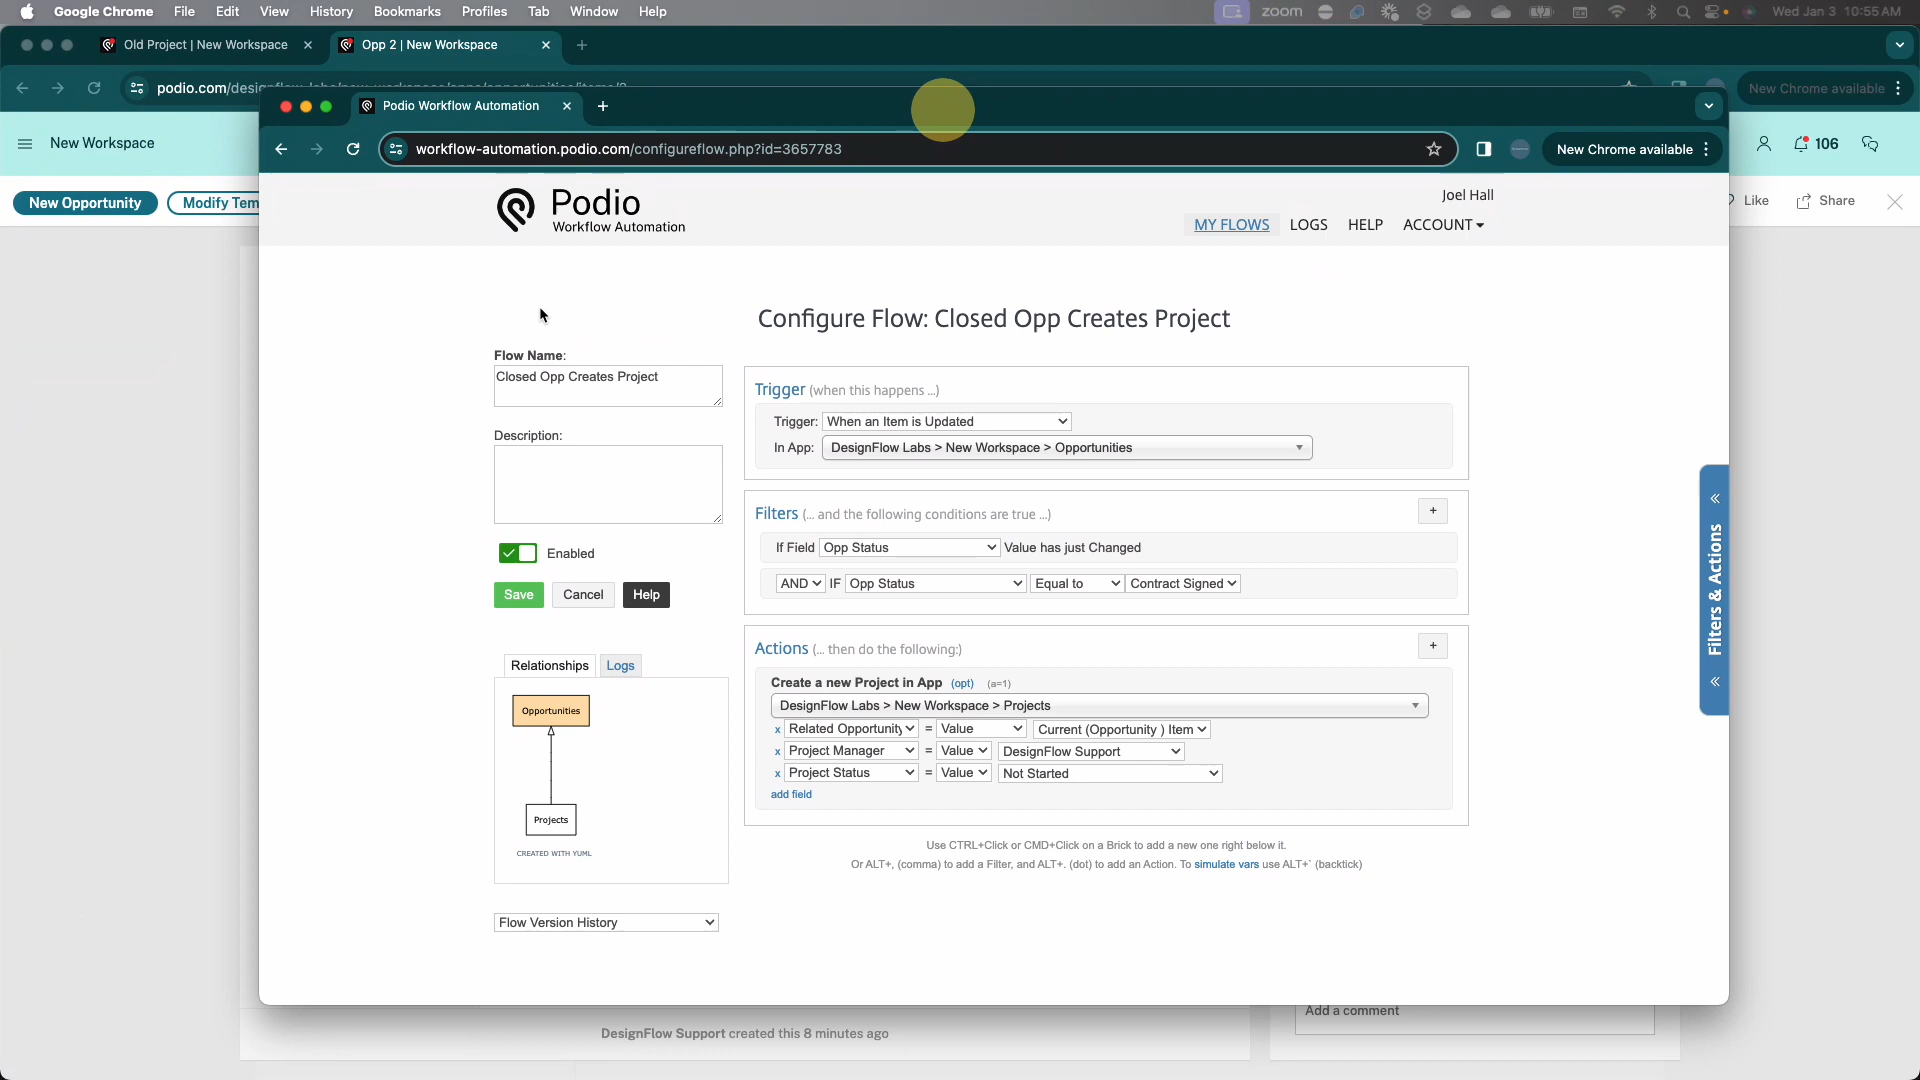 Google Chrome File Edit View History Bookmarks Profiles Tab Window Help zoom Wed Jan 3 10:55 AM
Old Project | New Workspace
Opp 2 | New Workspace
New Chrome available
Podio Workflow Automation
workflow-automation.podio.com/configureflow.php?id=3657783
New Chrome available
New Workspace
106
New Opportunity
Modify Tem
Like
Share
Podio
Workflow Automation
Joel Hall
MY FLOWS LOGS HELP ACCOUNT
Configure Flow: Closed Opp Creates Project
Flow Name:
Closed Opp Creates Project
Description:
Enabled
Save Cancel Help
Relationships Logs
Opportunities
Projects
CREATED WITH YUML
Flow Version History
Trigger (when this happens ...)
Trigger: When an Item is Updated
In App: DesignFlow Labs > New Workspace > Opportunities
Filters (... and the following conditions are true ...)
+
If Field Opp Status Value has just Changed
AND IF Opp Status Equal to Contract Signed
Actions (... then do the following:)
+
Create a new Project in App (opt) (a=1)
DesignFlow Labs > New Workspace > Projects
x Related Opportunity = Value Current (Opportunity ) Item
x Project Manager = Value DesignFlow Support
x Project Status = Value Not Started
add field
Use CTRL+Click or CMD+Click on a Brick to add a new one right below it.
Or ALT+, (comma) to add a Filter, and ALT+. (dot) to add an Action. To simulate vars use ALT+` (backtick)
« Filters & Actions «
DesignFlow Support created this 8 minutes ago
Add a comment